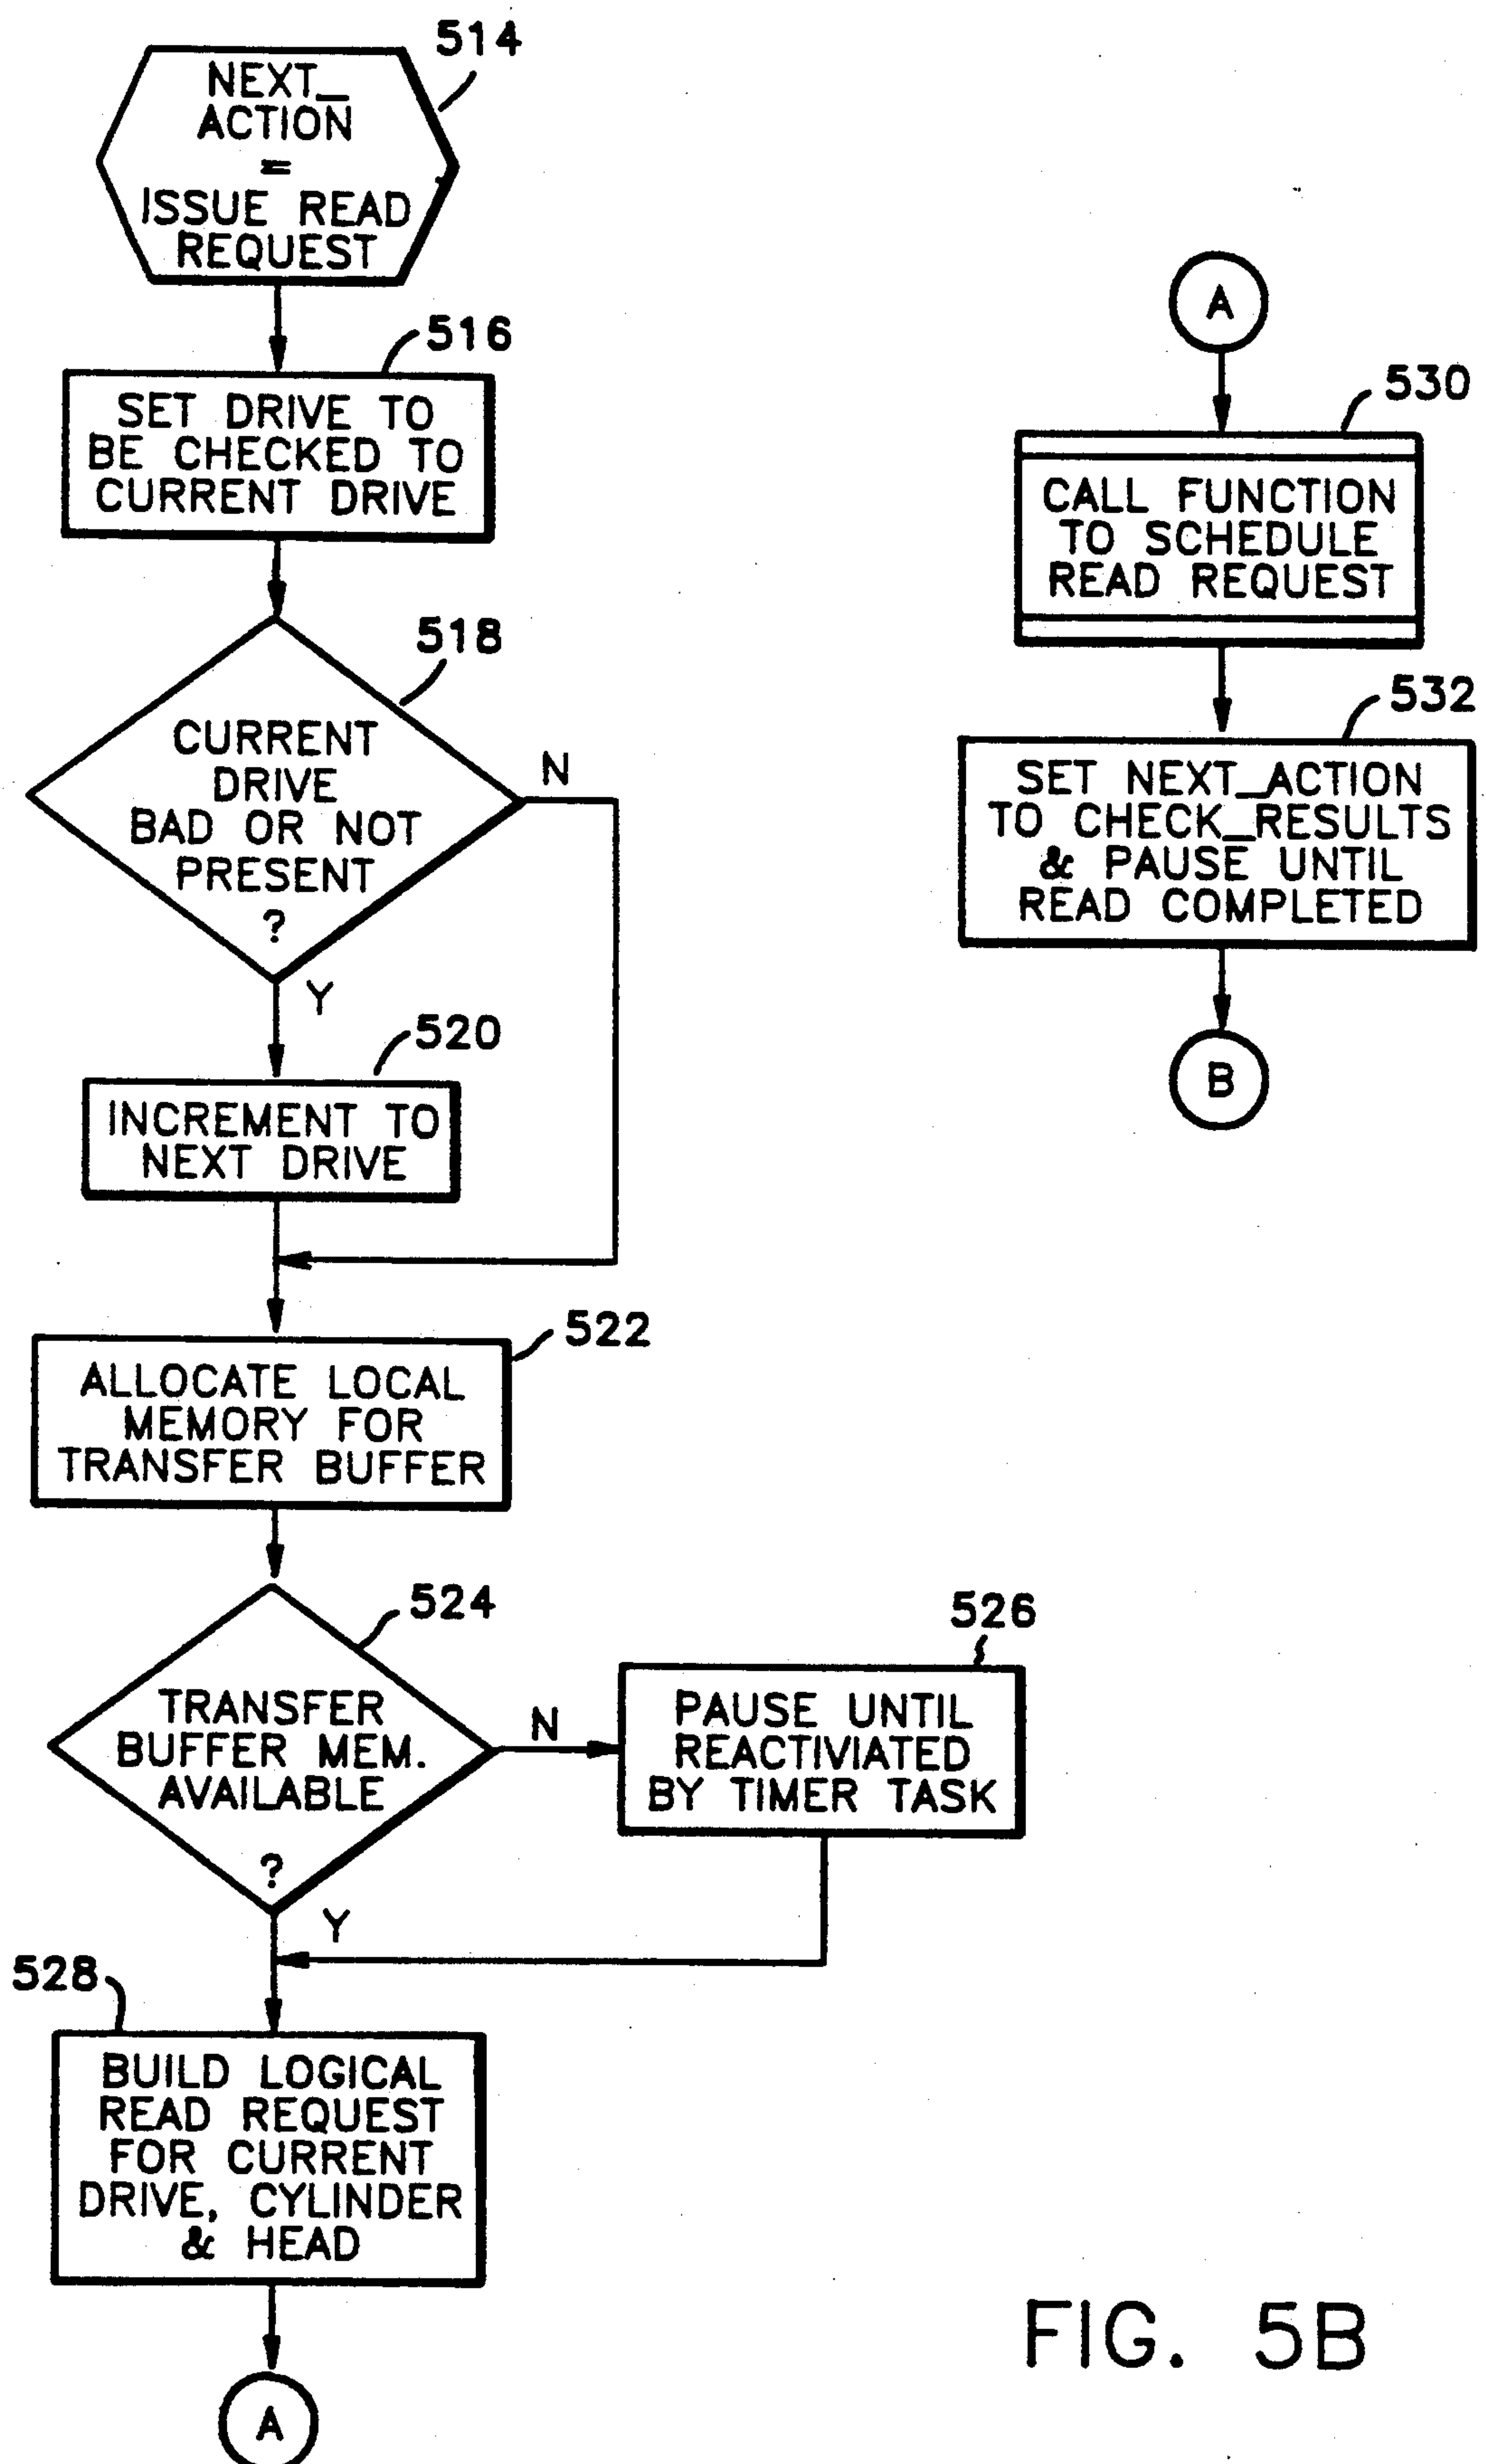 514
NEXT_
ACTION
=
ISSUE READ
REQUEST
516
SET DRIVE TO
BE CHECKED TO
CURRENT DRIVE
518
CURRENT
DRIVE
BAD OR NOT
PRESENT
?
N
Y
520
INCREMENT TO
NEXT DRIVE
522
ALLOCATE LOCAL
MEMORY FOR
TRANSFER BUFFER
524
TRANSFER
BUFFER MEM.
AVAILABLE
?
N
Y
526
PAUSE UNTIL
REACTIVIATED
BY TIMER TASK
528
BUILD LOGICAL
READ REQUEST
FOR CURRENT
DRIVE, CYLINDER
& HEAD
A
A
530
CALL FUNCTION
TO SCHEDULE
READ REQUEST
532
SET NEXT_ACTION
TO CHECK_RESULTS
& PAUSE UNTIL
READ COMPLETED
B
FIG. 5B